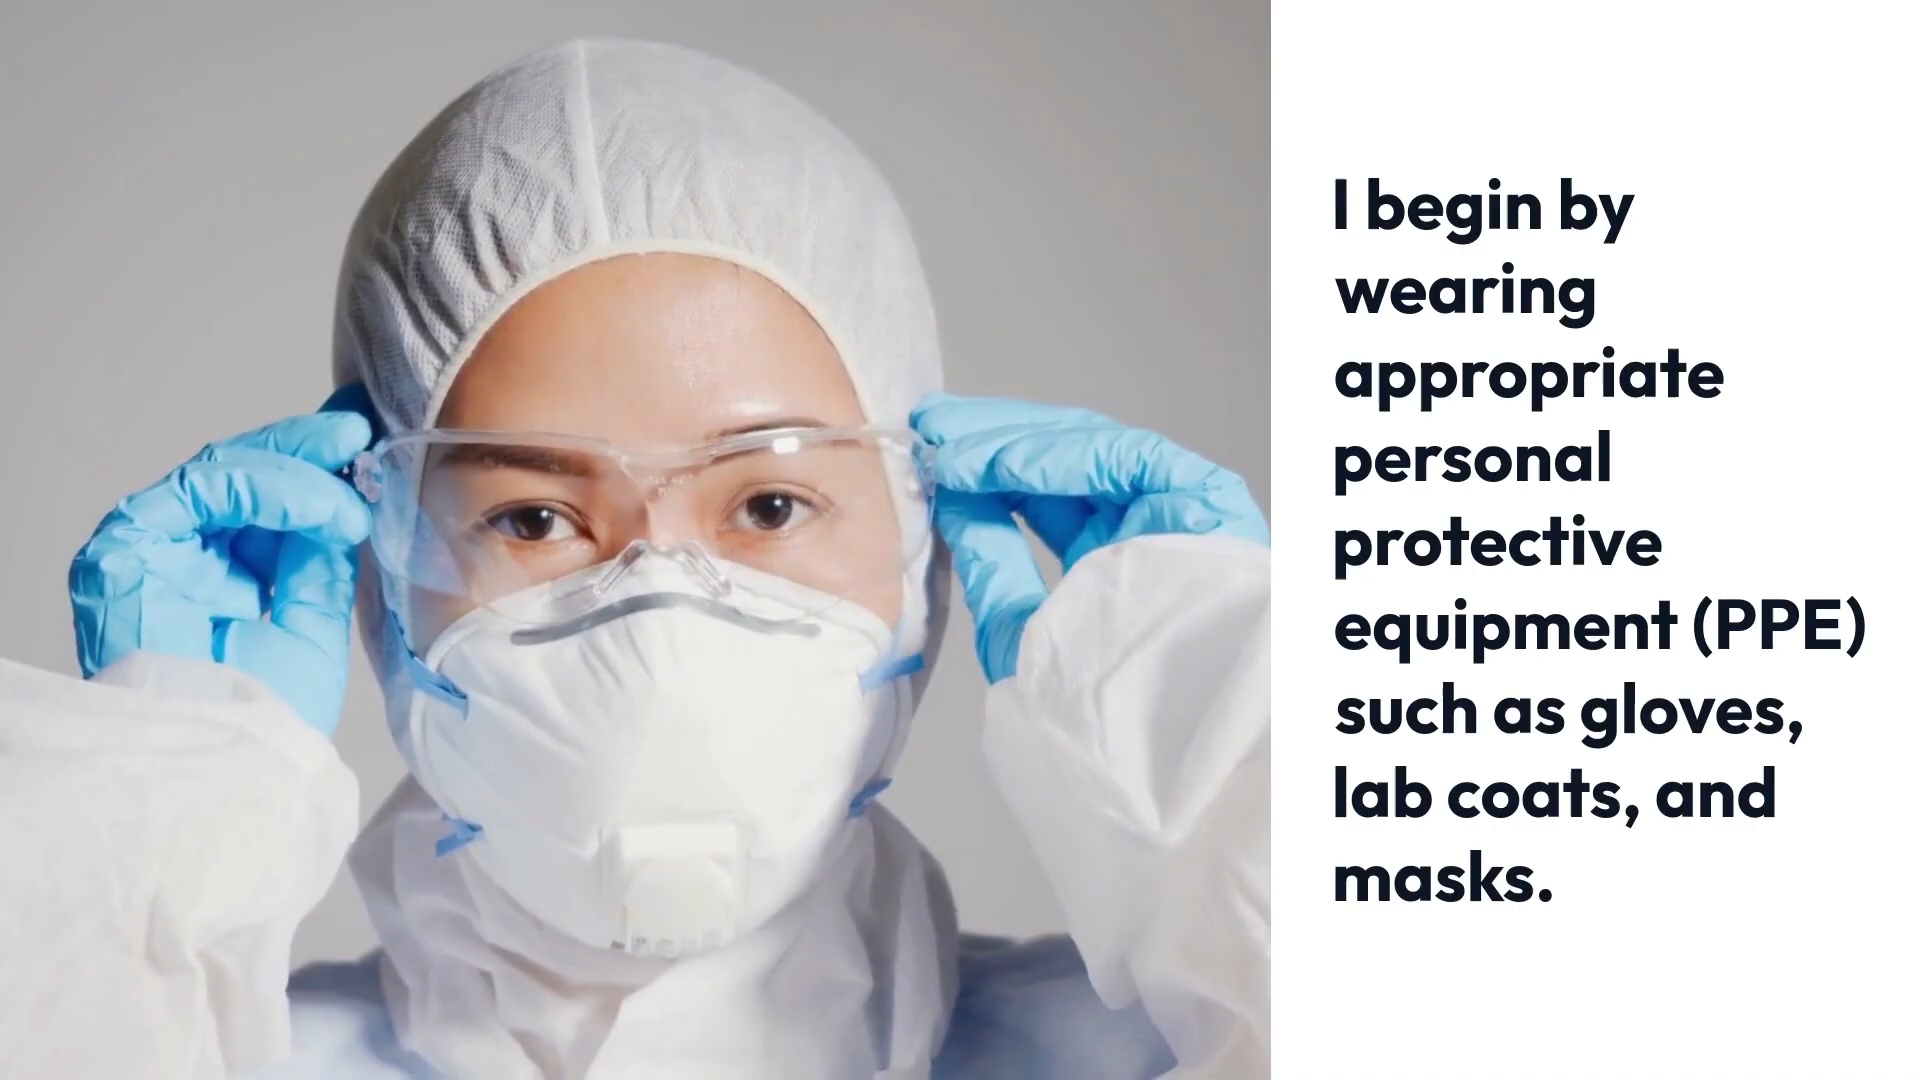 I begin by
wearing
appropriate
personal
protective
equipment (PPE)
such as gloves,
lab coats, and
masks.